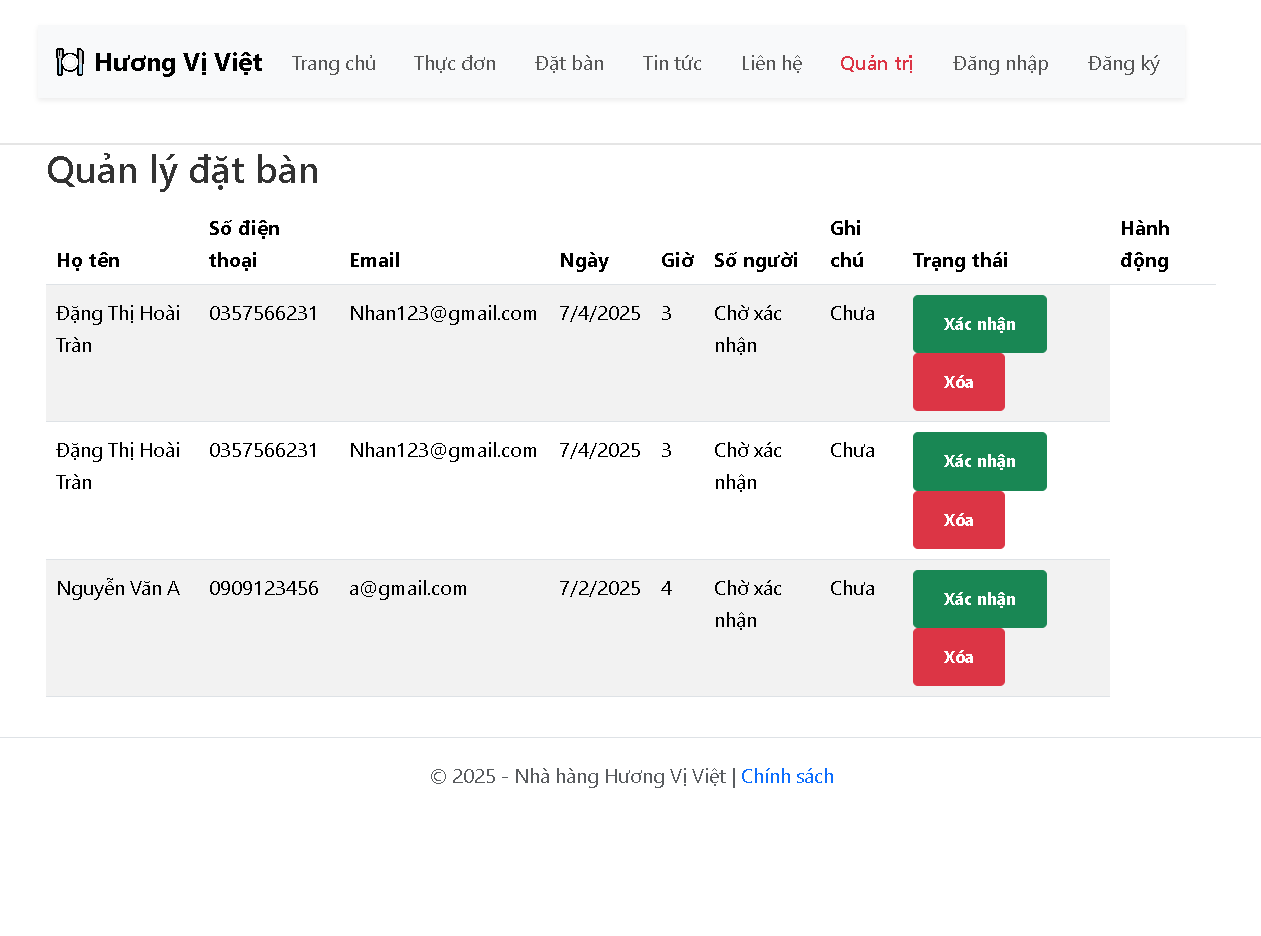 Hương Vị Việt Trang chủ Thực đơn Đặt bàn Tin tức Liên hệ Quản trị Đăng nhập Đăng ký
Quản lý đặt bàn
Họ tên Số điện thoại Email Ngày Giờ Số người Ghi chú Trạng thái Hành động
Đặng Thị Hoài Tràn 0357566231 Nhan123@gmail.com 7/4/2025 3 Chờ xác nhận Chưa Xác nhận Xóa
Đặng Thị Hoài Tràn 0357566231 Nhan123@gmail.com 7/4/2025 3 Chờ xác nhận Chưa Xác nhận Xóa
Nguyễn Văn A 0909123456 a@gmail.com 7/2/2025 4 Chờ xác nhận Chưa Xác nhận Xóa
© 2025 - Nhà hàng Hương Vị Việt | Chính sách